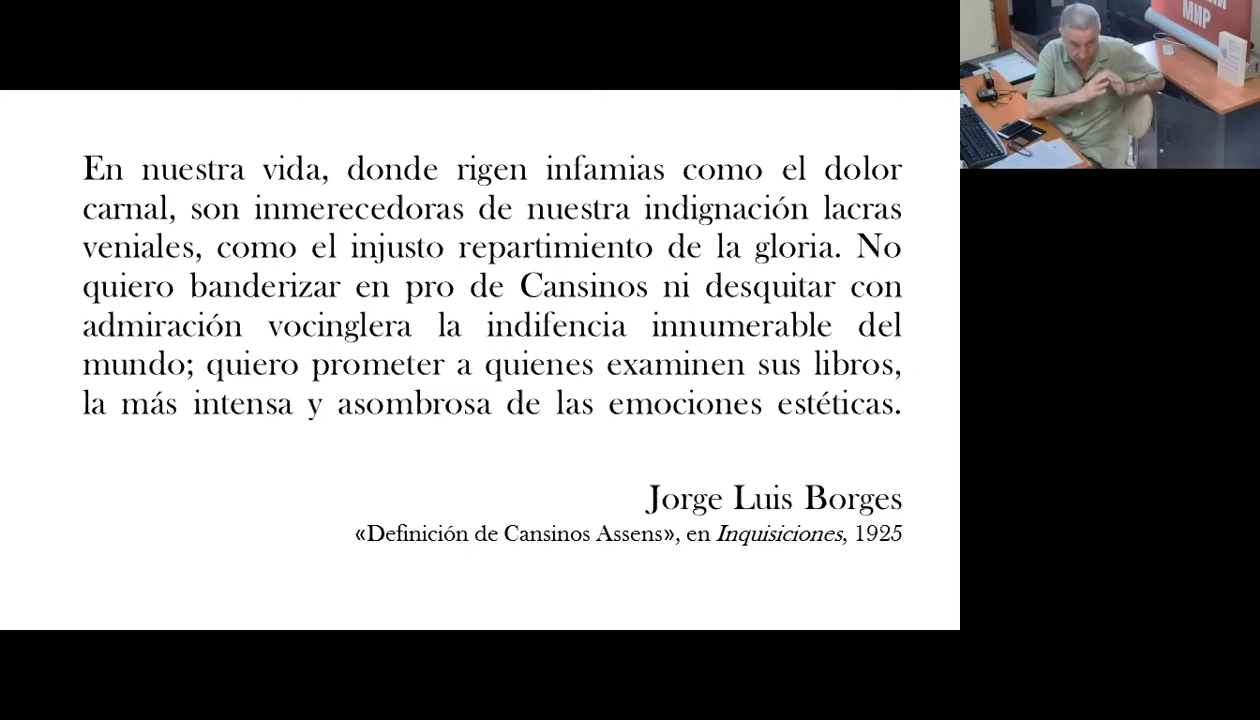 En nuestra vida, donde rigen infamias como el dolor
carnal, son inmerecedoras de nuestra indignación lacras
veniales, como el injusto repartimiento de la gloria. No
quiero banderizar en pro de Cansinos ni desquitar con
admiración vocinglera la indifencia innumerable del
mundo; quiero prometer a quienes examinen sus libros,
la más intensa y asombrosa de las emociones estéticas.
Jorge Luis Borges
«Definición de Cansinos Assens», en Inquisiciones, 1925
МИР